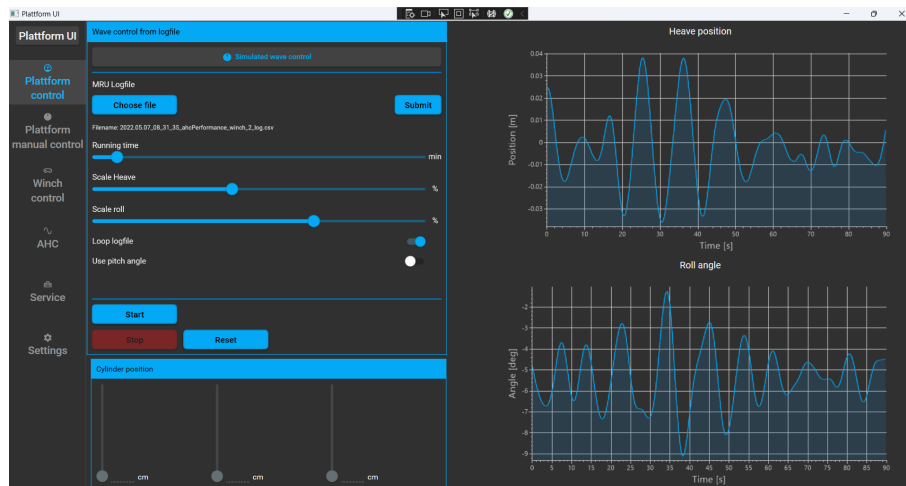 Plattform UI
Plattform UI
Plattform control
Plattform manual control
Winch control
AHC
Service
Settings
Wave control from logfile
Simulated wave control
MRU Logfile
Choose file
Submit
Filename: 2022.05.07_08_31_35_ahcPerformance_winch_2_log.csv
Running time
min
Scale Heave
%
Scale roll
%
Loop logfile
Use pitch angle
Start
Stop
Reset
Cylinder position
cm
cm
cm
Heave position
Position [m]
0.04
0.03
0.02
0.01
0
-0.01
-0.02
-0.03
0 10 20 30 40 50 60 70 80 90
Time [s]
Roll angle
Angle [deg]
-2
-3
-4
-5
-6
-7
-8
-9
0 5 10 15 20 25 30 35 40 45 50 55 60 65 70 75 80 85 90
Time [s]